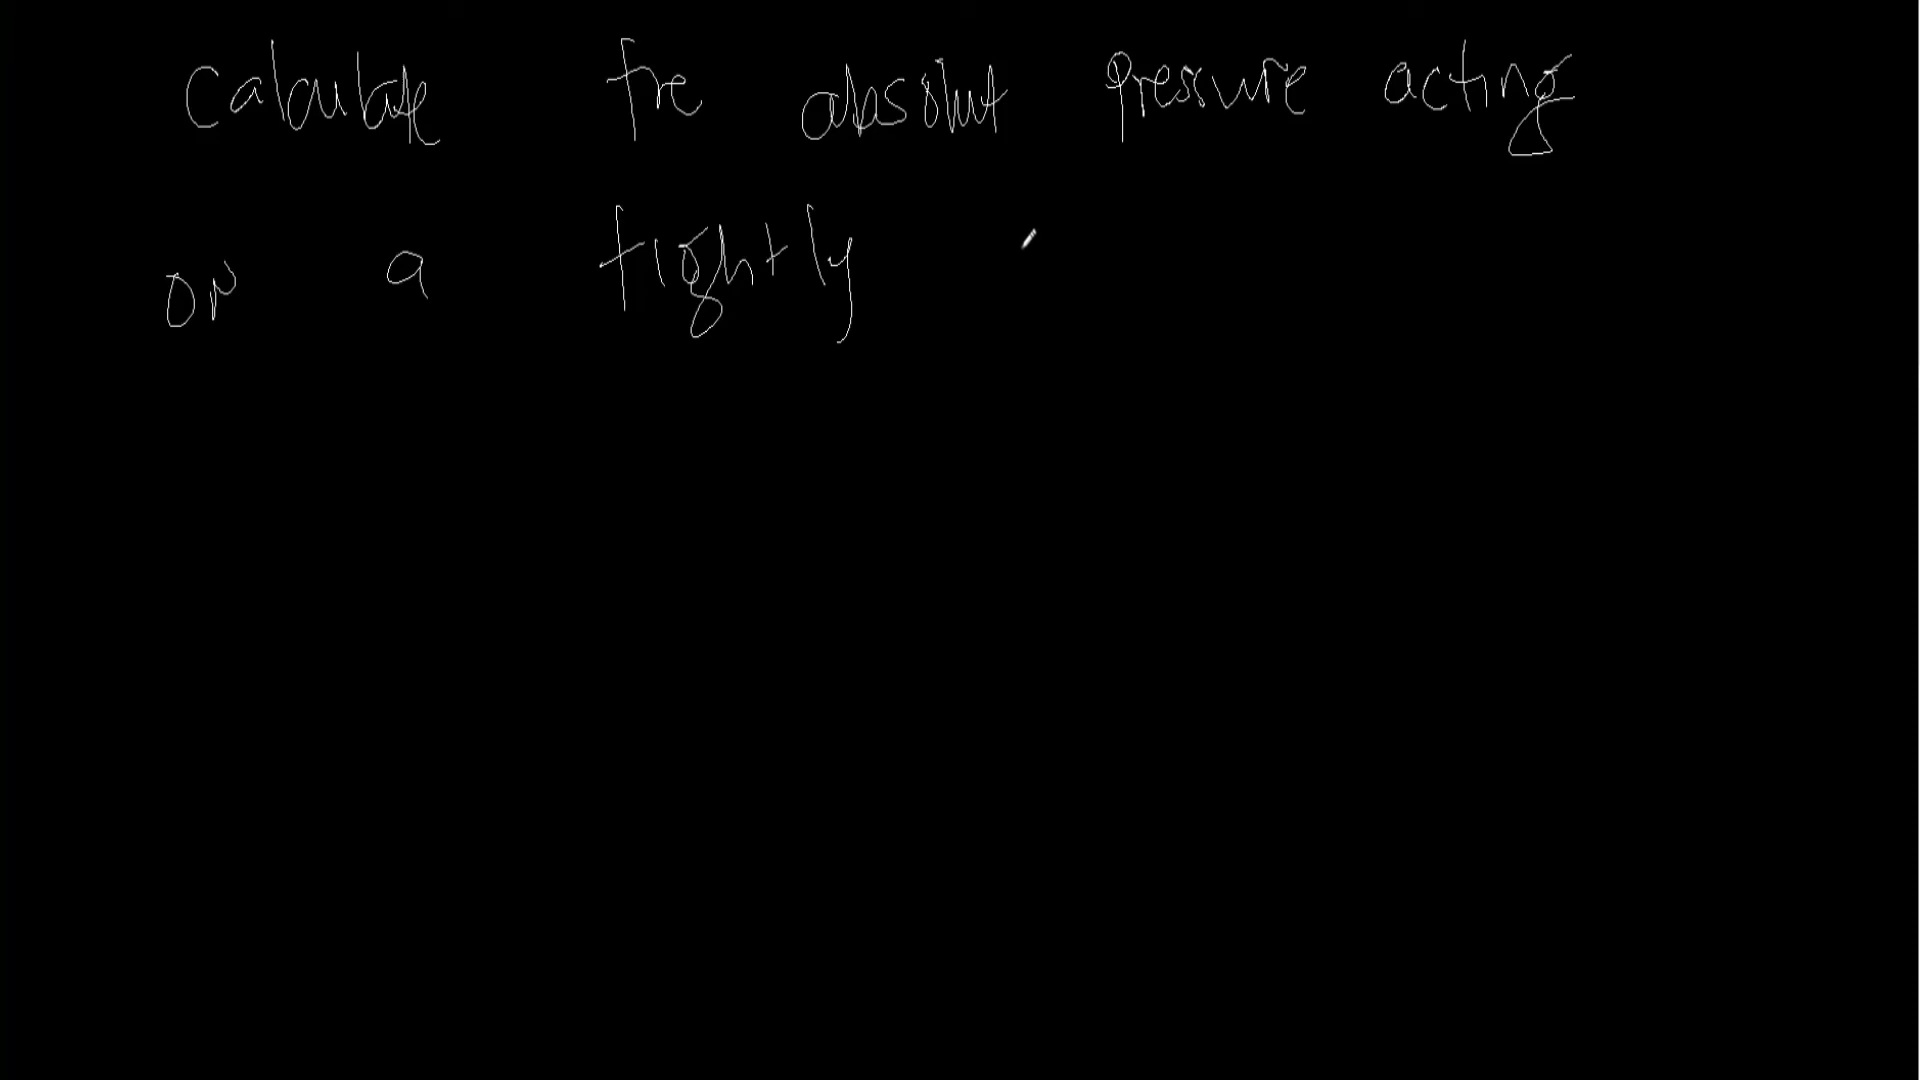 Calculate the absolut pressure acting
on a tightly